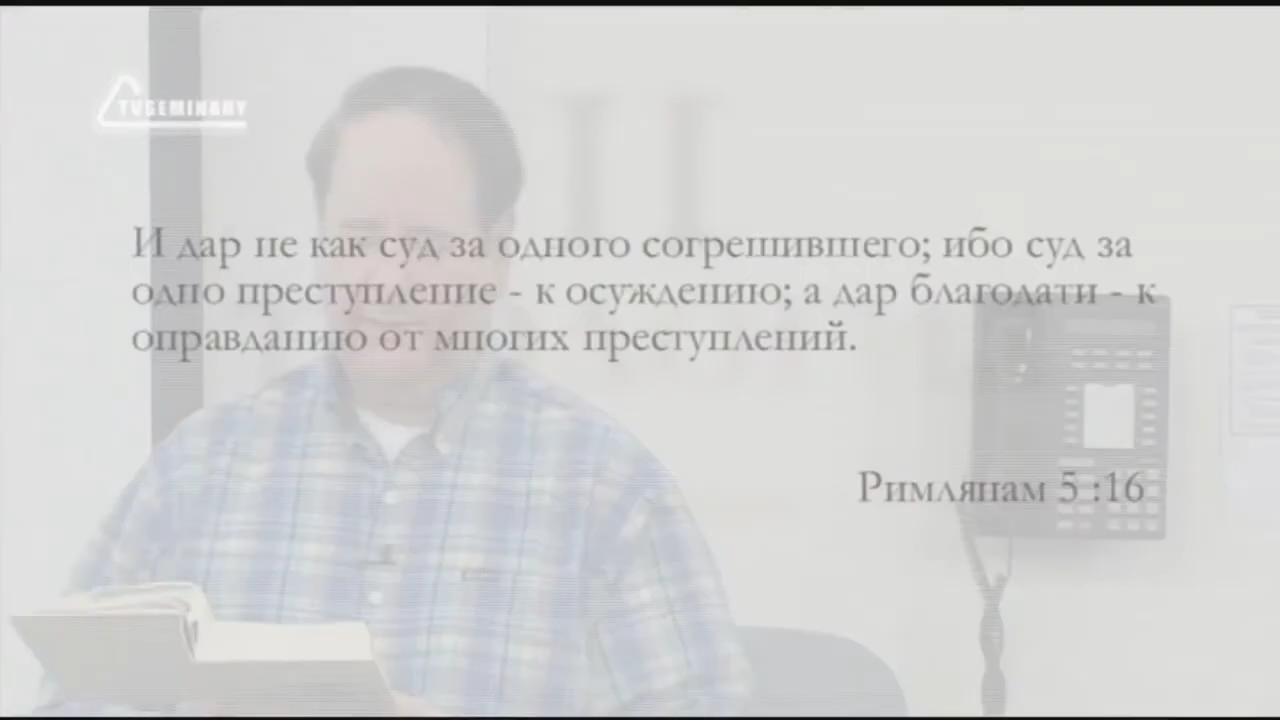 TVSEMINARY
И дар не как суд за одного согрешившего; ибо суд за
одно преступление - к осуждению; а дар благодати - к
оправданию от многих преступлений.
Римлянам 5 :16